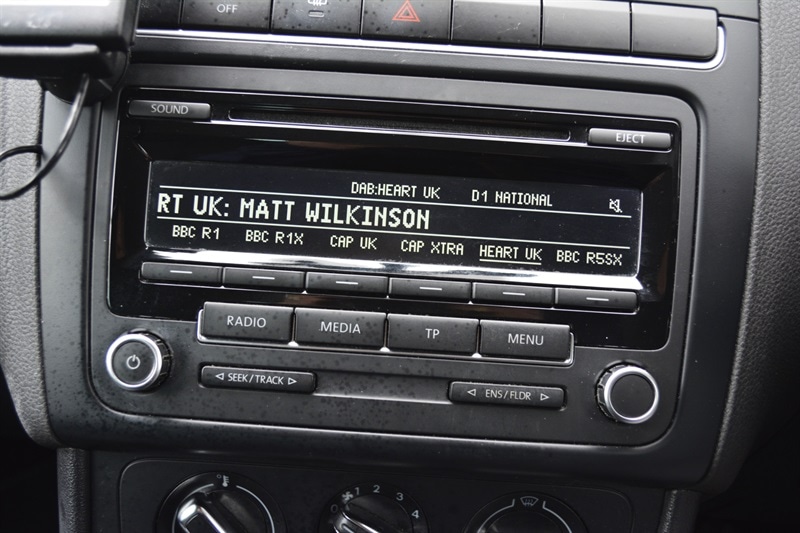 OFF
SOUND
EJECT
DAB:HEART UK D1 NATIONAL
RT UK: MATT WILKINSON
BBC R1 BBC R1X CAP UK CAP XTRA HEART UK BBC R5SX
RADIO MEDIA TP MENU
SEEK/TRACK
ENS/FLDR
1 2 3 4